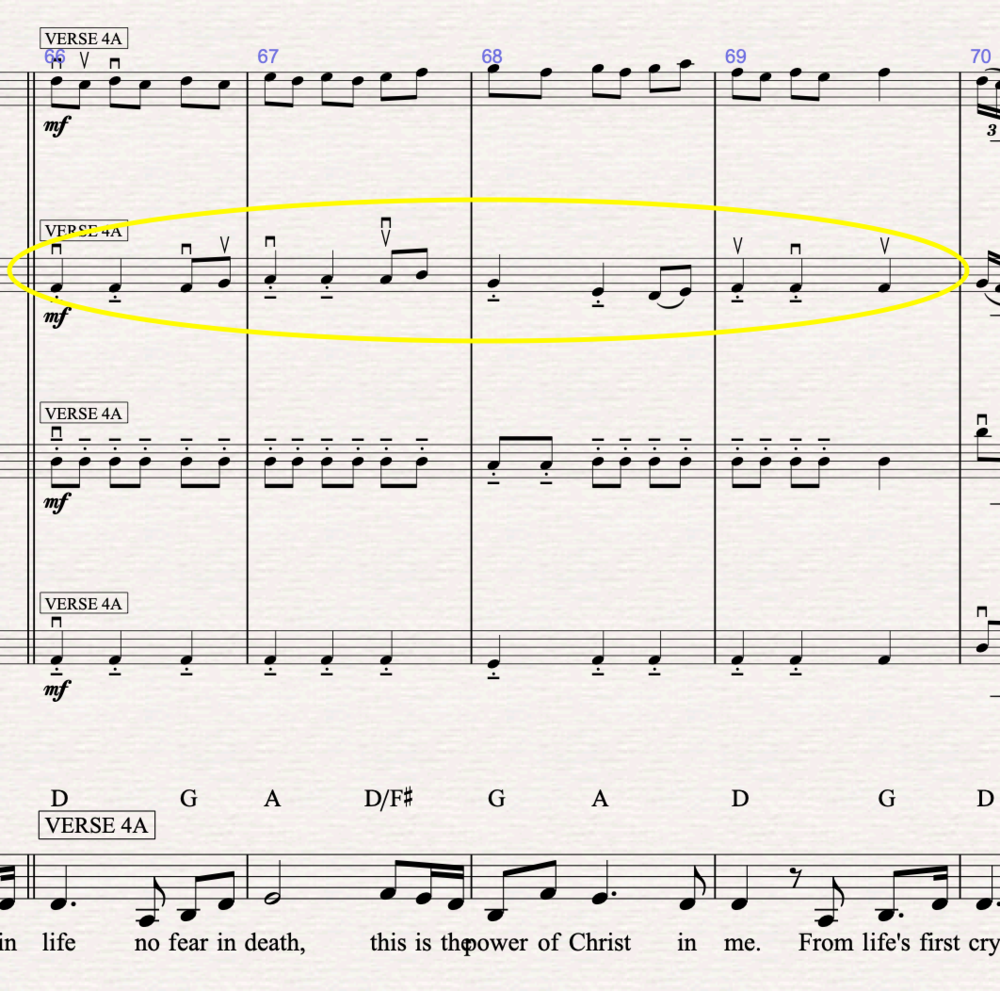 VERSE 4A
66 67 68 69 70
mf
3
VERSE 4A
mf
VERSE 4A
mf
VERSE 4A
mf
D G A D/F♯ G A D G D
VERSE 4A
in life no fear in death, this is the power of Christ in me. From life's first cry